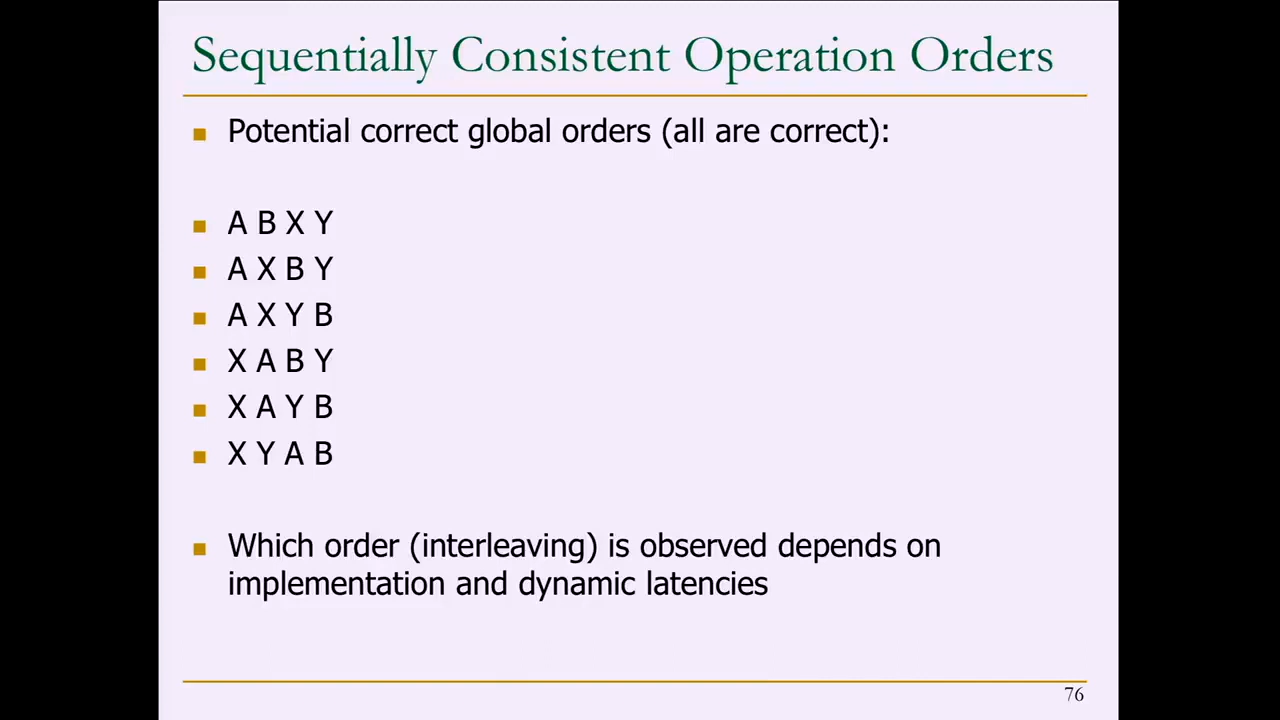 Sequentially Consistent Operation Orders
Potential correct global orders (all are correct):
A B X Y
A X B Y
A X Y B
X A B Y
X A Y B
X Y A B
Which order (interleaving) is observed depends on
implementation and dynamic latencies
76